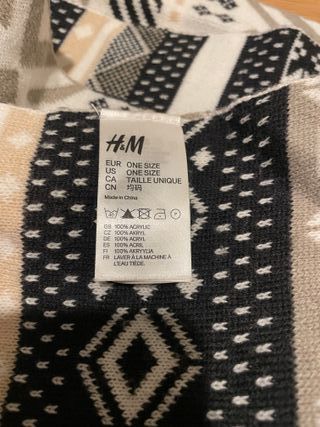 H&M
EUR ONE SIZE
US ONE SIZE
CA TAILLE UNIQUE
CN 均码
Made in China
GB 100% ACRYLIC
CZ 100% AKRYL
DE 100% ACRYL
ES 100% ACRIL
FI 100% AKRYYLIA
FR LAVER À LA MACHINE À
L'EAU TIÈDE.